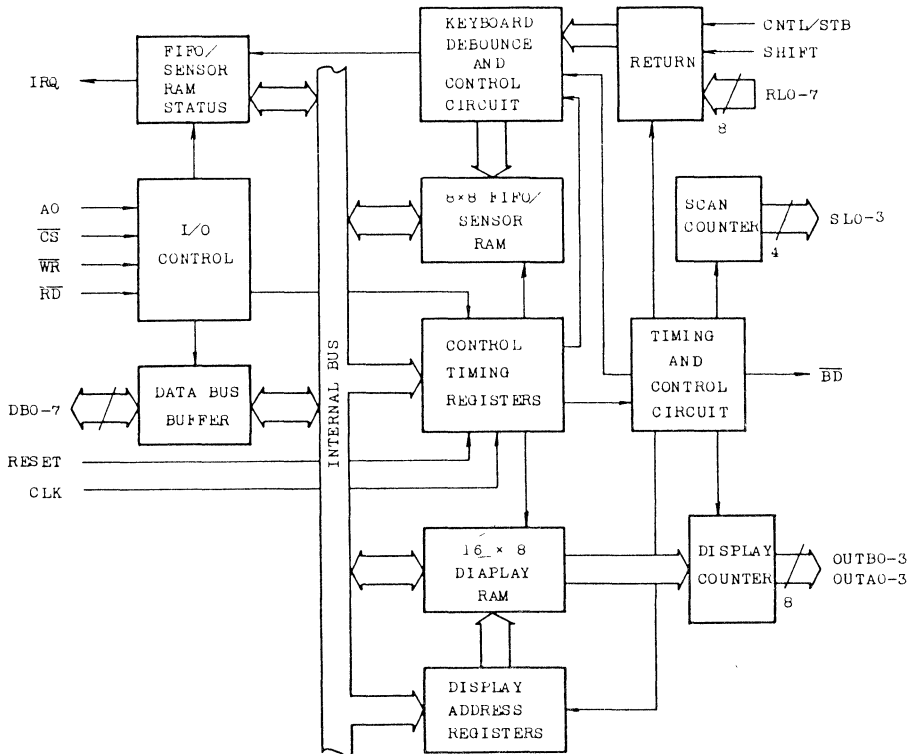 FIFO/
SENSOR
RAM
STATUS
IRQ
KEYBOARD
DEBOUNCE
AND
CONTROL
CIRCUIT
RETURN
CNTL/STB
SHIFT
RL0-7
8
8×8 FIFO/
SENSOR
RAM
SCAN
COUNTER
4
SL0-3
A0
CS
WR
RD
I/O
CONTROL
CONTROL
TIMING
REGISTERS
TIMING
AND
CONTROL
CIRCUIT
BD
INTERNAL BUS
DB0-7
DATA BUS
BUFFER
RESET
CLK
16 × 8
DIAPLAY
RAM
DISPLAY
COUNTER
8
OUTB0-3
OUTA0-3
DISPLAY
ADDRESS
REGISTERS